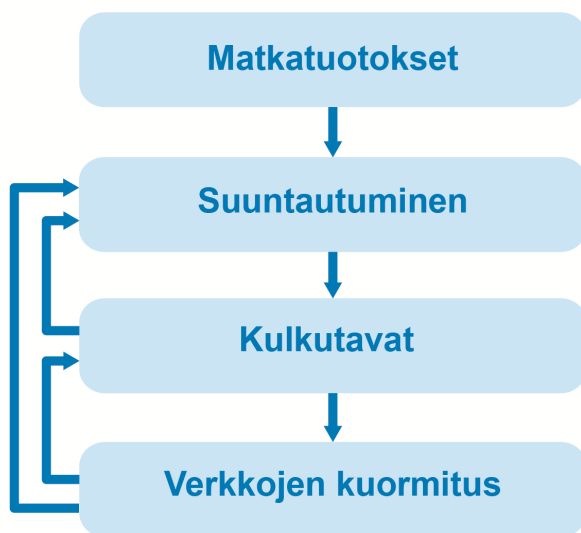 Matkatuotokset
Suuntautuminen
Kulkutavat
Verkkojen kuormitus